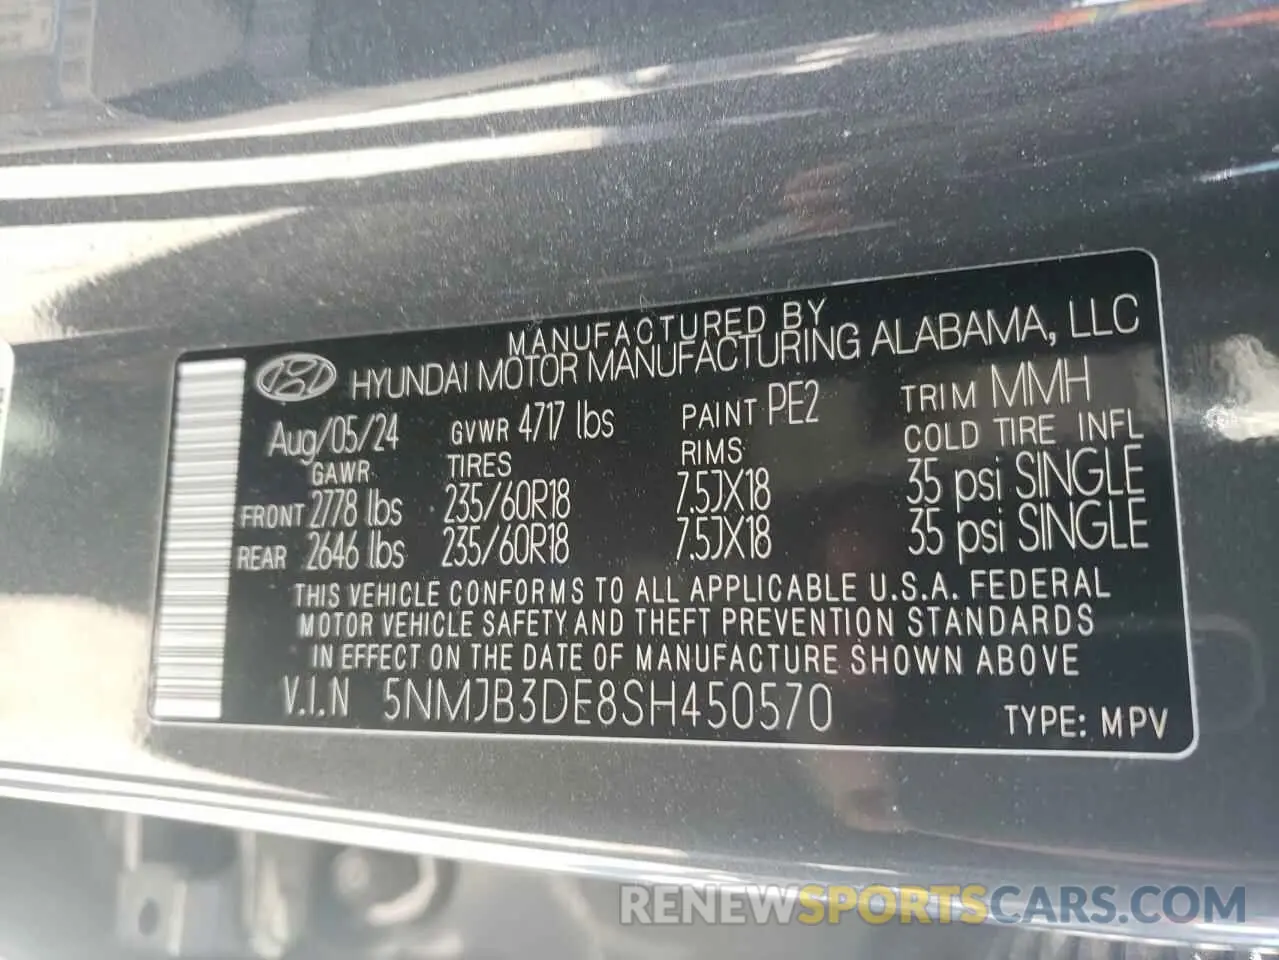 MANUFACTURED BY
HYUNDAI MOTOR MANUFACTURING ALABAMA, LLC
Aug/05/24 GVWR 4717 lbs PAINT PE2 TRIM MMH
GAWR TIRES RIMS COLD TIRE INFL
FRONT 2778 lbs 235/60R18 7.5JX18 35 psi SINGLE
REAR 2646 lbs 235/60R18 7.5JX18 35 psi SINGLE
THIS VEHICLE CONFORMS TO ALL APPLICABLE U.S.A. FEDERAL
MOTOR VEHICLE SAFETY AND THEFT PREVENTION STANDARDS
IN EFFECT ON THE DATE OF MANUFACTURE SHOWN ABOVE
V.I.N 5NMJB3DE8SH450570 TYPE: MPV
RENEWSPORTSCARS.COM